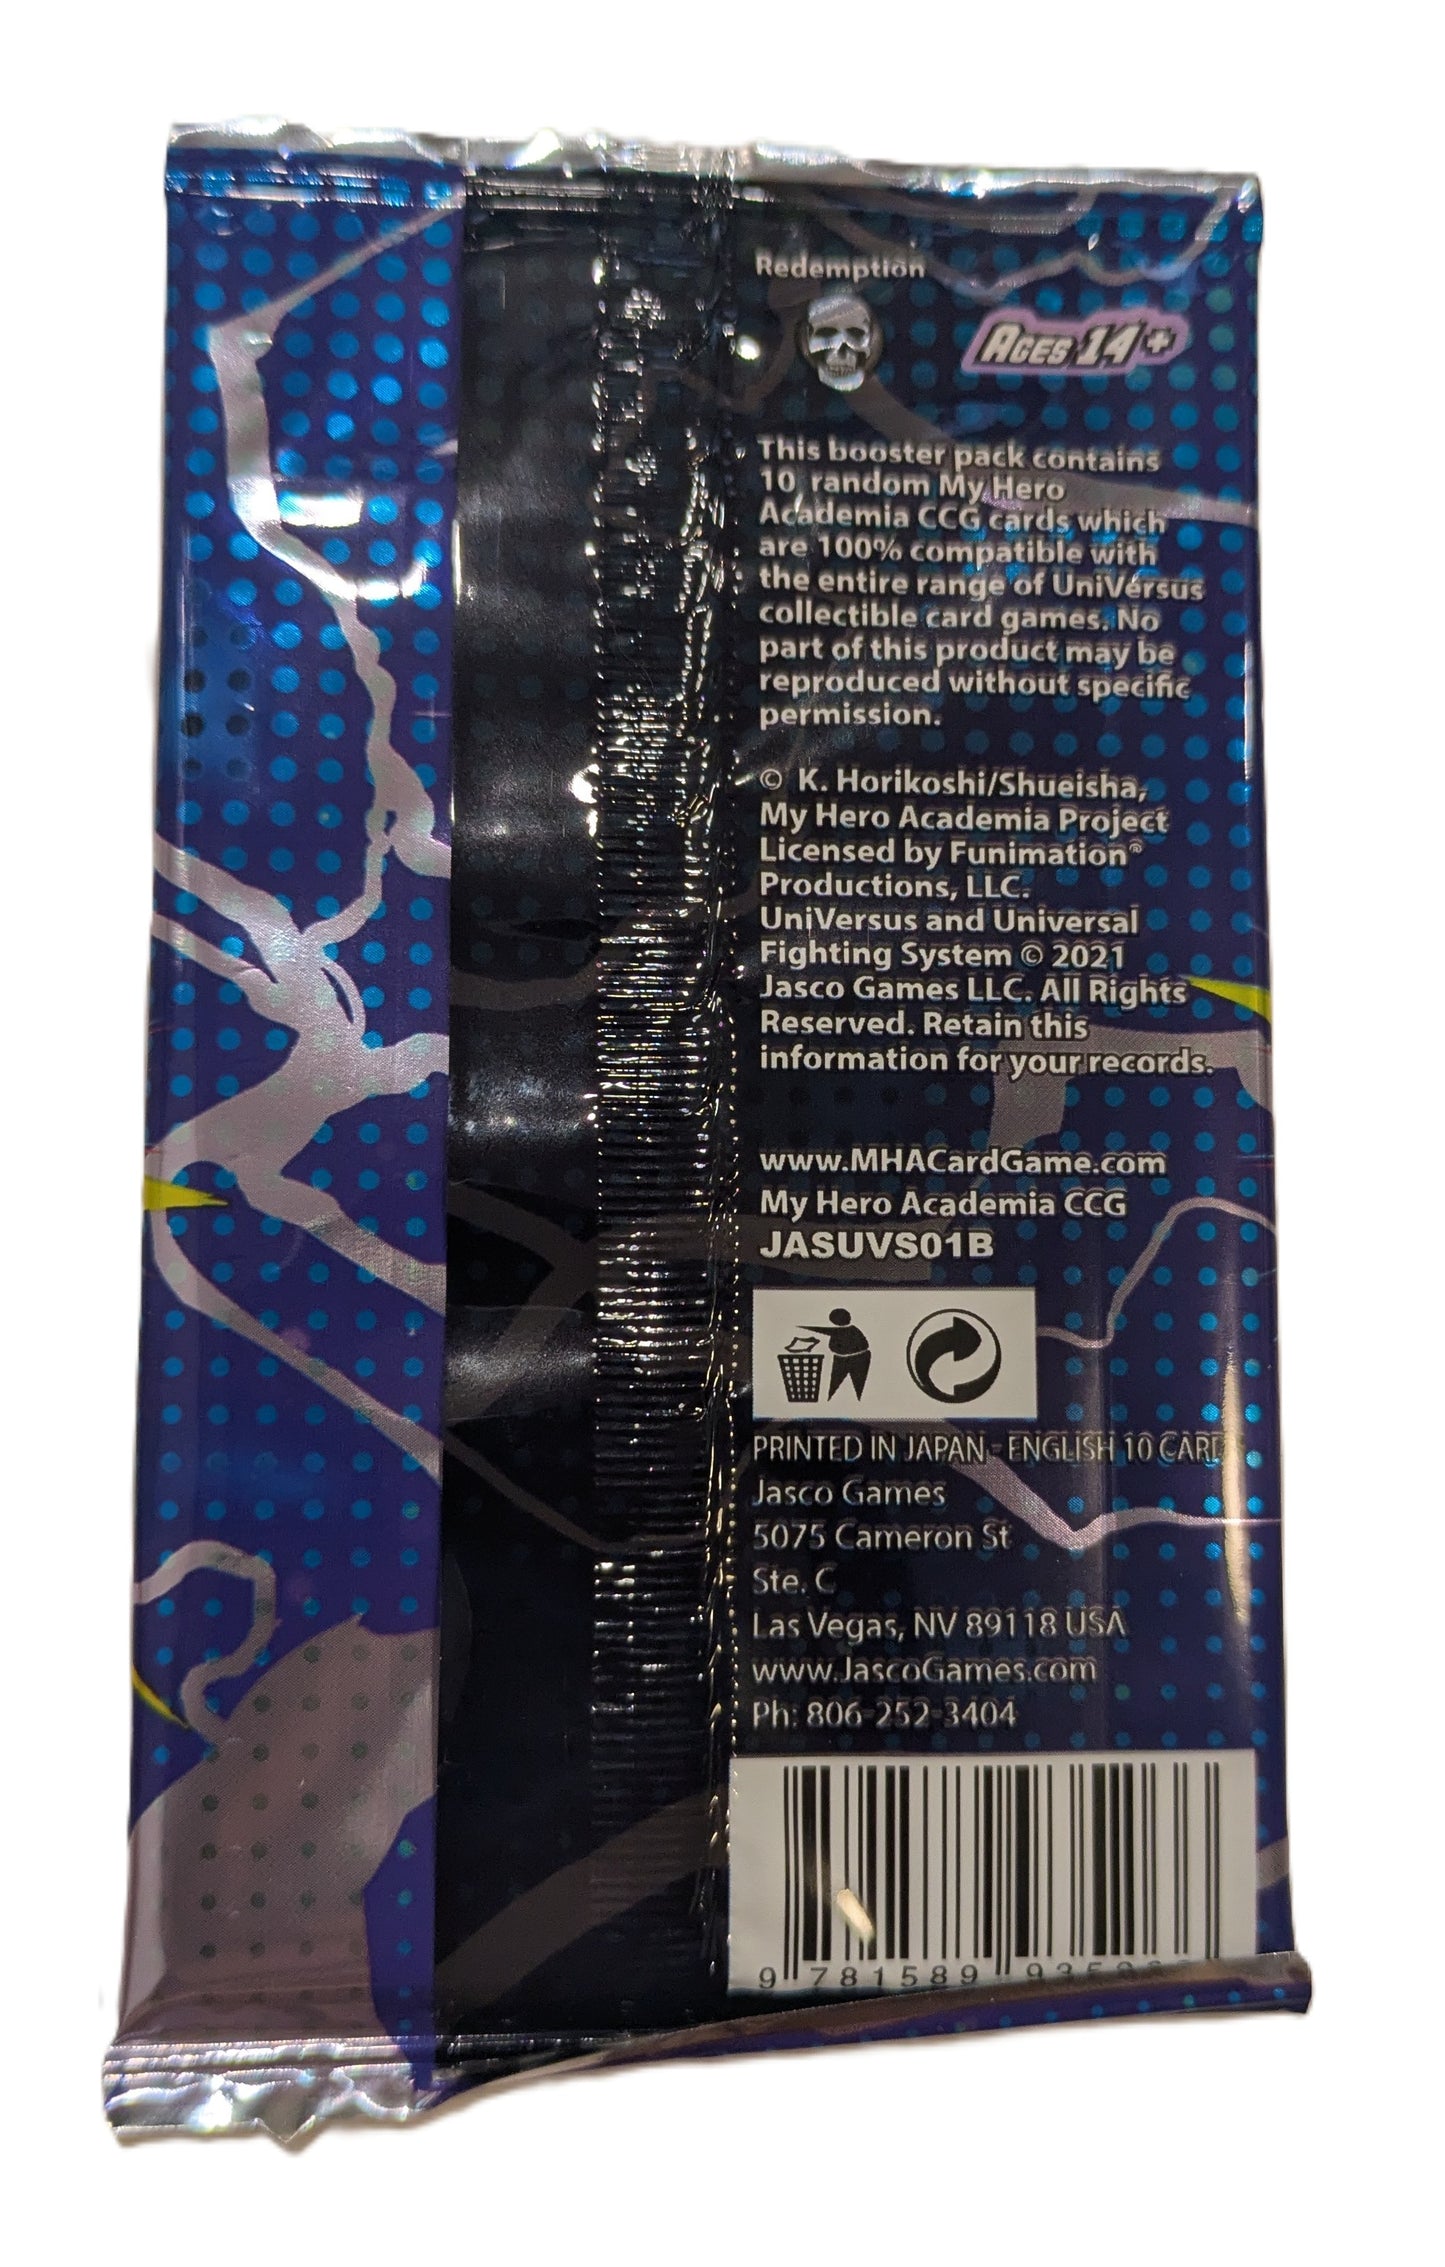 Redemption
AGES 14+
This booster pack contains
10 random My Hero
Academia CCG cards which
are 100% compatible with
the entire range of UniVersus
collectible card games. No
part of this product may be
reproduced without specific
permission.
© K. Horikoshi/Shueisha,
My Hero Academia Project
Licensed by Funimation®
Productions, LLC.
UniVersus and Universal
Fighting System © 2021
Jasco Games LLC. All Rights
Reserved. Retain this
information for your records.
www.MHACardGame.com
My Hero Academia CCG
JASUVS01B
PRINTED IN JAPAN - ENGLISH 10 CARD
Jasco Games
5075 Cameron St
Ste. C
Las Vegas, NV 89118 USA
www.JascoGames.com
Ph: 806-252-3404
9 781589